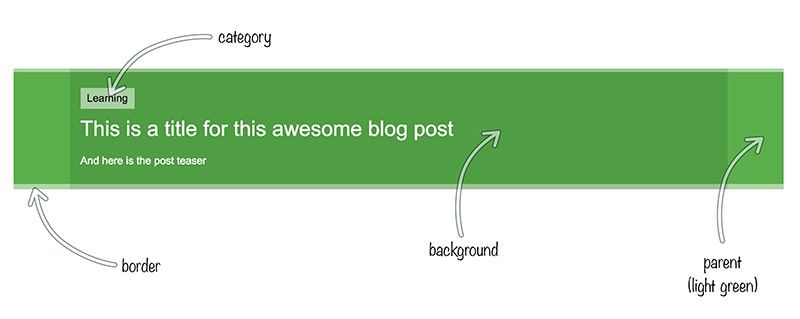 category
Learning
This is a title for this awesome blog post
And here is the post teaser
background
border
parent
(light green)